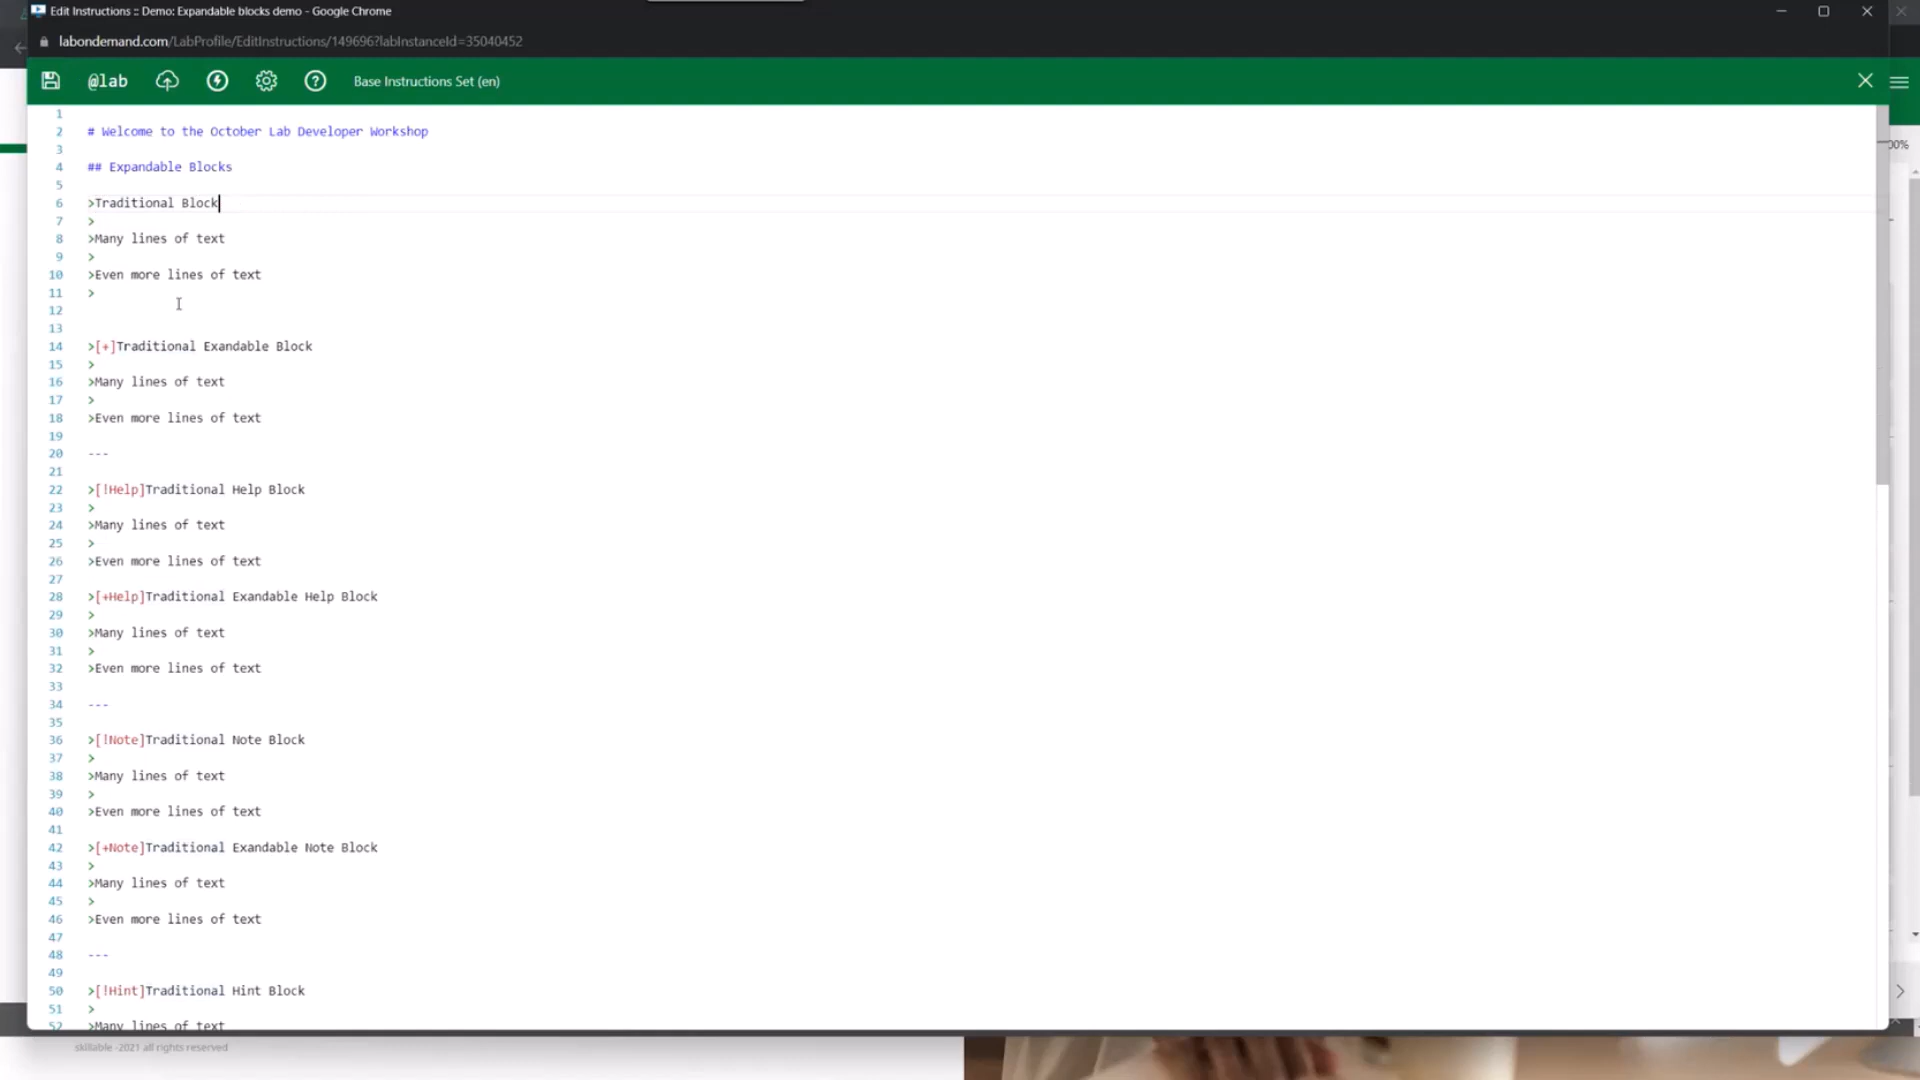 Edit Instructions :: Demo: Expandable blocks demo - Google Chrome
labondemand.com/LabProfile/EditInstructions/149696?labInstanceId=35040452
@lab Base Instructions Set (en)
00%
1
2 # Welcome to the October Lab Developer Workshop
3
4 ## Expandable Blocks
5
6 >Traditional Block
7 >
8 >Many lines of text
9 >
10 >Even more lines of text
11 >
12
13
14 >[+]Traditional Exandable Block
15 >
16 >Many lines of text
17 >
18 >Even more lines of text
19
20 ---
21
22 >[!Help]Traditional Help Block
23 >
24 >Many lines of text
25 >
26 >Even more lines of text
27
28 >[+Help]Traditional Exandable Help Block
29 >
30 >Many lines of text
31 >
32 >Even more lines of text
33
34 ---
35
36 >[!Note]Traditional Note Block
37 >
38 >Many lines of text
39 >
40 >Even more lines of text
41
42 >[+Note]Traditional Exandable Note Block
43 >
44 >Many lines of text
45 >
46 >Even more lines of text
47
48 ---
49
50 >[!Hint]Traditional Hint Block
51 >
52 >Many lines of text
skillable -2021 all rights reserved